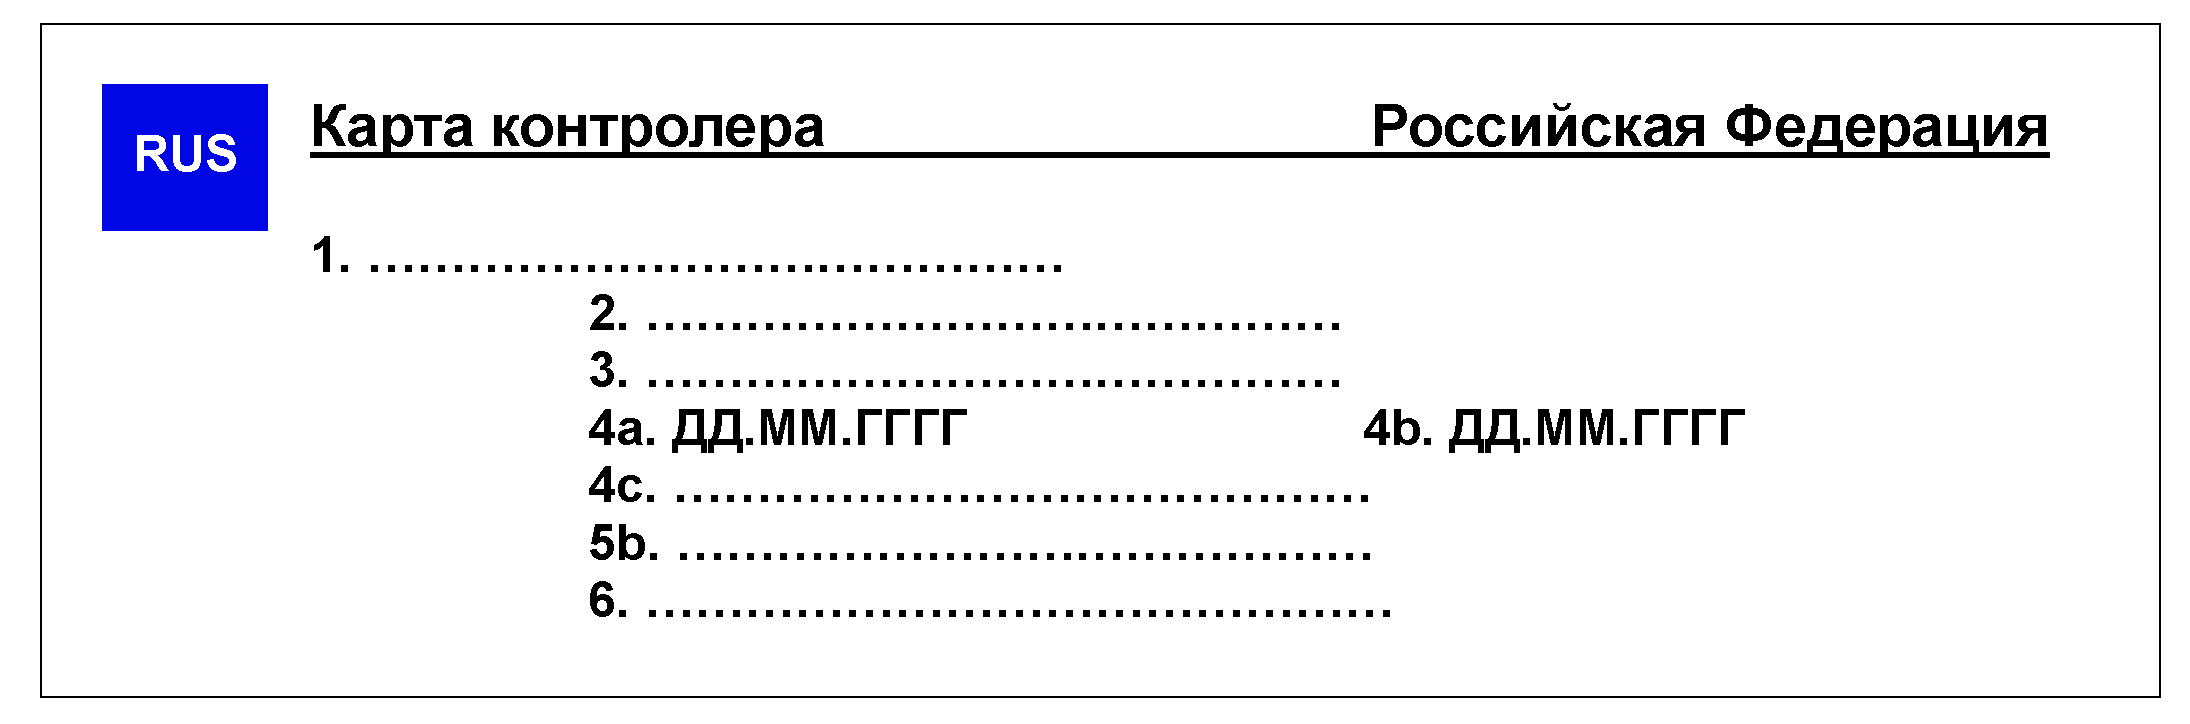 RUS
Карта контролера Российская Федерация
1. ………………………………………
2. ………………………………………
3. ………………………………………
4a. ДД.ММ.ГГГГ 4b. ДД.ММ.ГГГГ
4c. ………………………………………
5b. ………………………………………
6. …………………………………………